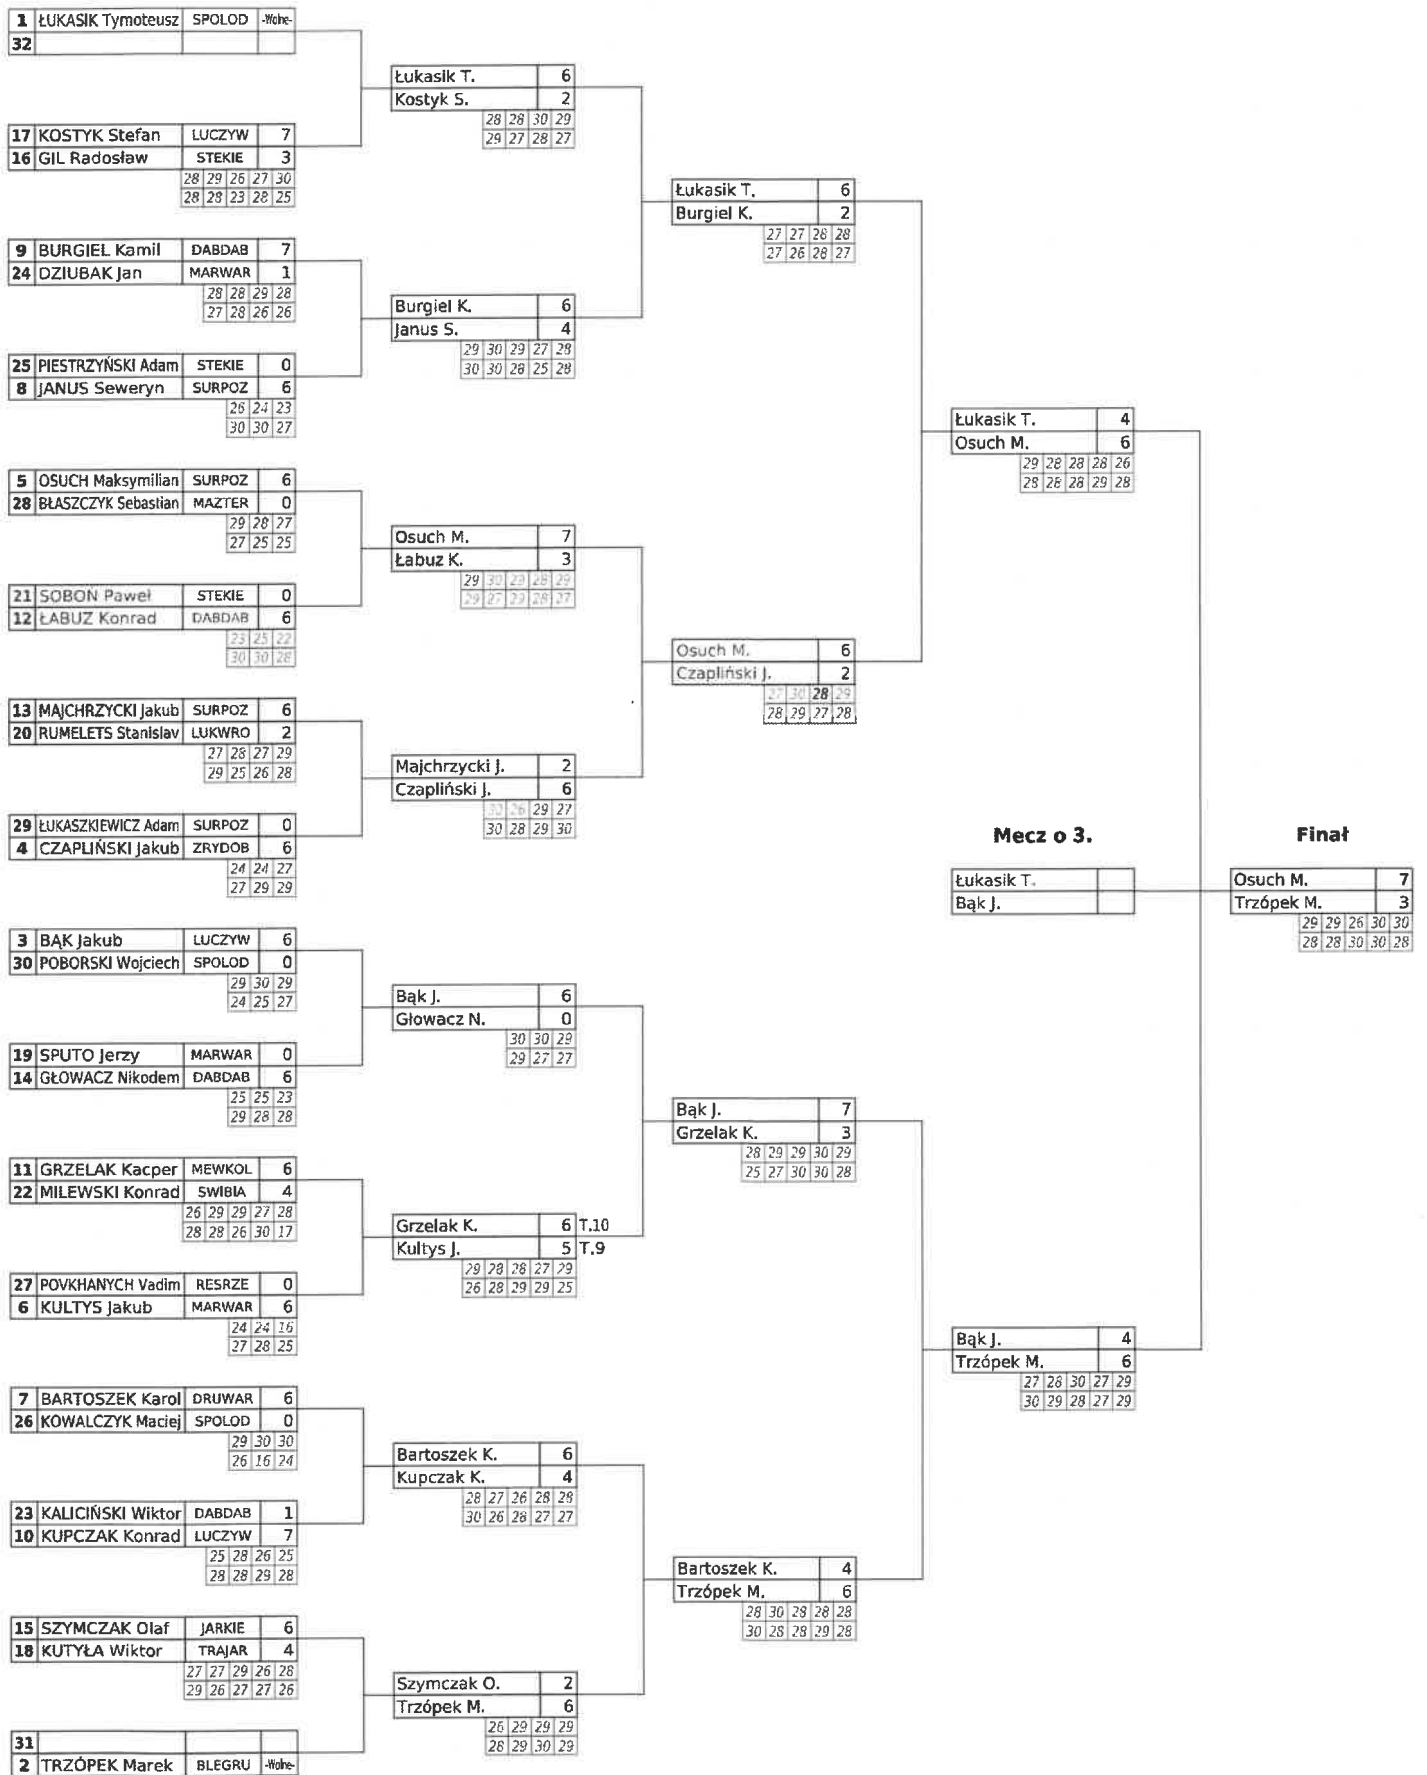 1 ŁUKASIK Tymoteusz SPOLOD -Wolne-
32
17 KOSTYK Stefan LUCZYW 7
16 GIL Radosław STEKIE 3
28 29 26 27 30
28 28 23 28 25
9 BURGIEL Kamil DABDAB 7
24 DZIUBAK Jan MARWAR 1
28 28 29 28
27 28 26 26
25 PIESTRZYŃSKI Adam STEKIE 0
8 JANUS Seweryn SURPOZ 6
26 24 23
30 30 27
5 OSUCH Maksymilian SURPOZ 6
28 BŁASZCZYK Sebastian MAZTER 0
29 28 27
27 25 25
21 SOBOŃ Paweł STEKIE 0
12 ŁABUZ Konrad DABDAB 6
23 25 22
30 30 28
13 MAJCHRZYCKI Jakub SURPOZ 6
20 RUMELETS Stanislav LUKWRO 2
27 28 27 29
29 25 26 28
29 ŁUKASZKIEWICZ Adam SURPOZ 0
4 CZAPLIŃSKI Jakub ZRYDOB 6
24 24 27
27 29 29
3 BĄK Jakub LUCZYW 6
30 POBORSKI Wojciech SPOLOD 0
29 30 29
24 25 27
19 SPUTO Jerzy MARWAR 0
14 GŁOWACZ Nikodem DABDAB 6
25 25 23
29 28 28
11 GRZELAK Kacper MEWKOL 6
22 MILEWSKI Konrad SWIBIA 4
26 29 29 27 28
28 28 26 30 17
27 POVKHANYCH Vadim RESRZE 0
6 KULTYS Jakub MARWAR 6
24 24 16
27 28 25
7 BARTOSZEK Karol DRUWAR 6
26 KOWALCZYK Maciej SPOLOD 0
29 30 30
26 16 24
23 KALICIŃSKI Wiktor DABDAB 1
10 KUPCZAK Konrad LUCZYW 7
25 28 26 25
28 28 29 28
15 SZYMCZAK Olaf JARKIE 6
18 KUTYŁA Wiktor TRAJAR 4
27 27 29 26 28
29 26 27 27 26
31
2 TRZÓPEK Marek BLEGRU -Wolne-
Łukasik T. 6
Kostyk S. 2
28 28 30 29
29 27 28 27
Burgiel K. 6
Janus S. 4
29 30 29 27 28
30 30 28 25 28
Osuch M. 7
Łabuz K. 3
29 30 29 28 29
29 27 29 28 27
Majchrzycki J. 2
Czapliński J. 6
30 26 29 27
30 28 29 30
Bąk J. 6
Głowacz N. 0
30 30 29
29 27 27
Grzelak K. 6 T.10
Kultys J. 5 T.9
29 28 28 27 29
26 28 29 29 25
Bartoszek K. 6
Kupczak K. 4
28 27 26 28 28
30 26 28 27 27
Szymczak O. 2
Trzópek M. 6
26 29 29 29
28 29 30 29
Łukasik T. 6
Burgiel K. 2
27 27 28 28
27 26 28 27
Osuch M. 6
Czapliński J. 2
27 30 28 29
28 29 27 28
Bąk J. 7
Grzelak K. 3
28 29 29 30 29
25 27 30 30 28
Bartoszek K. 4
Trzópek M. 6
28 30 28 28 28
30 28 28 29 28
Łukasik T. 4
Osuch M. 6
29 28 28 28 26
28 28 28 29 28
Bąk J. 4
Trzópek M. 6
27 28 30 27 29
30 29 28 27 29
Mecz o 3.
Łukasik T.
Bąk J.
Finał
Osuch M. 7
Trzópek M. 3
29 29 26 30 30
28 28 30 30 28